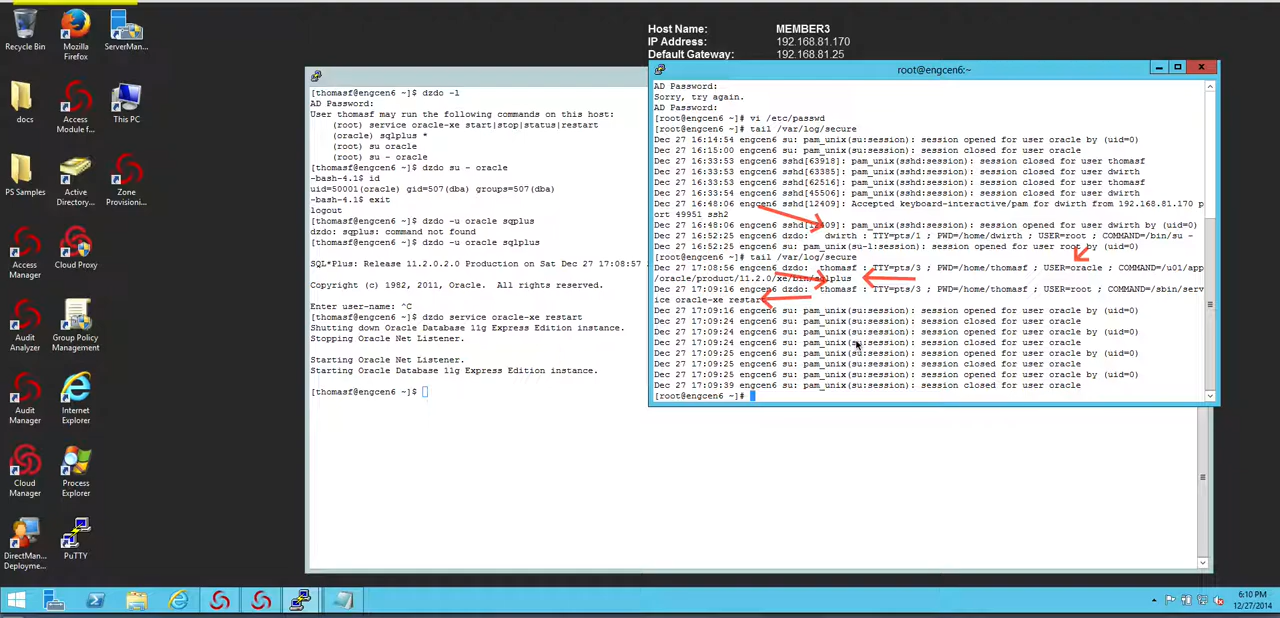 Host Name: MEMBER3
IP Address: 192.168.81.170
Default Gateway: 192.168.81.25
Recycle Bin
Mozilla Firefox
ServerMan...
docs
Access Module f...
This PC
PS Samples
Active Directory...
Zone Provisioni...
Access Manager
Cloud Proxy
Audit Analyzer
Group Policy Management
Audit Manager
Internet Explorer
Cloud Manager
Process Explorer
DirectMan... Deployme...
PuTTY
[thomasf@engcen6 ~]$ dzdo -l
AD Password:
User thomasf may run the following commands on this host:
(root) service oracle-xe start|stop|status|restart
(oracle) sqlplus *
(root) su oracle
(root) su - oracle
[thomasf@engcen6 ~]$ dzdo su - oracle
-bash-4.1$ id
uid=50001(oracle) gid=507(dba) groups=507(dba)
-bash-4.1$ exit
logout
[thomasf@engcen6 ~]$ dzdo -u oracle sqplus
dzdo: sqplus: command not found
[thomasf@engcen6 ~]$ dzdo -u oracle sqlplus
SQL*Plus: Release 11.2.0.2.0 Production on Sat Dec 27 17:08:57
Copyright (c) 1982, 2011, Oracle. All rights reserved.
Enter user-name: ^C
[thomasf@engcen6 ~]$ dzdo service oracle-xe restart
Shutting down Oracle Database 11g Express Edition instance.
Stopping Oracle Net Listener.
Starting Oracle Net Listener.
Starting Oracle Database 11g Express Edition instance.
[thomasf@engcen6 ~]$
root@engcen6:~
AD Password:
Sorry, try again.
AD Password:
[root@engcen6 ~]# vi /etc/passwd
[root@engcen6 ~]# tail /var/log/secure
Dec 27 16:14:54 engcen6 su: pam_unix(su:session): session opened for user oracle by (uid=0)
Dec 27 16:15:00 engcen6 su: pam_unix(su:session): session closed for user oracle
Dec 27 16:33:53 engcen6 sshd[63918]: pam_unix(sshd:session): session closed for user thomasf
Dec 27 16:33:53 engcen6 sshd[63385]: pam_unix(sshd:session): session closed for user dwirth
Dec 27 16:33:53 engcen6 sshd[62516]: pam_unix(sshd:session): session closed for user thomasf
Dec 27 16:33:54 engcen6 sshd[45506]: pam_unix(sshd:session): session closed for user dwirth
Dec 27 16:48:06 engcen6 sshd[12409]: Accepted keyboard-interactive/pam for dwirth from 192.168.81.170 p
ort 49951 ssh2
Dec 27 16:48:06 engcen6 sshd[12409]: pam_unix(sshd:session): session opened for user dwirth by (uid=0)
Dec 27 16:52:25 engcen6 dzdo: dwirth : TTY=pts/1 ; PWD=/home/dwirth ; USER=root ; COMMAND=/bin/su -
Dec 27 16:52:25 engcen6 su: pam_unix(su-l:session): session opened for user root by (uid=0)
[root@engcen6 ~]# tail /var/log/secure
Dec 27 17:08:56 engcen6 dzdo: thomasf : TTY=pts/3 ; PWD=/home/thomasf ; USER=oracle ; COMMAND=/u01/app
/oracle/product/11.2.0/xe/bin/sqlplus
Dec 27 17:09:16 engcen6 dzdo: thomasf : TTY=pts/3 ; PWD=/home/thomasf ; USER=root ; COMMAND=/sbin/serv
ice oracle-xe restart
Dec 27 17:09:16 engcen6 su: pam_unix(su:session): session opened for user oracle by (uid=0)
Dec 27 17:09:24 engcen6 su: pam_unix(su:session): session closed for user oracle
Dec 27 17:09:24 engcen6 su: pam_unix(su:session): session opened for user oracle by (uid=0)
Dec 27 17:09:24 engcen6 su: pam_unix(su:session): session closed for user oracle
Dec 27 17:09:25 engcen6 su: pam_unix(su:session): session opened for user oracle by (uid=0)
Dec 27 17:09:25 engcen6 su: pam_unix(su:session): session closed for user oracle
Dec 27 17:09:25 engcen6 su: pam_unix(su:session): session opened for user oracle by (uid=0)
Dec 27 17:09:39 engcen6 su: pam_unix(su:session): session closed for user oracle
[root@engcen6 ~]#
6:10 PM
12/27/2014